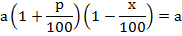 a(1 + p/100)(1 − x/100) = a